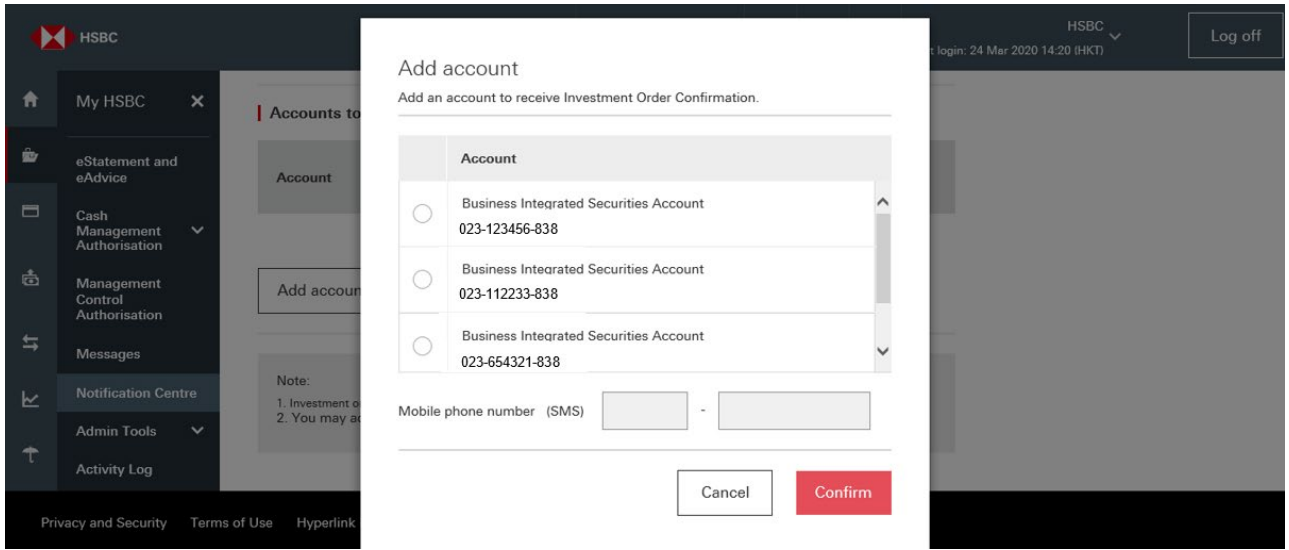 HSBC
HSBC
t login: 24 Mar 2020 14:20 (HKT)
Log off
My HSBC
eStatement and
eAdvice
Cash
Management
Authorisation
Management
Control
Authorisation
Messages
Notification Centre
Admin Tools
Activity Log
Accounts to
Account
Add accoun
Note:
1. Investment o
2. You may a
Add account
Add an account to receive Investment Order Confirmation.
Account
Business Integrated Securities Account
023-123456-838
Business Integrated Securities Account
023-112233-838
Business Integrated Securities Account
023-654321-838
Mobile phone number (SMS) -
Cancel
Confirm
Privacy and Security Terms of Use Hyperlink